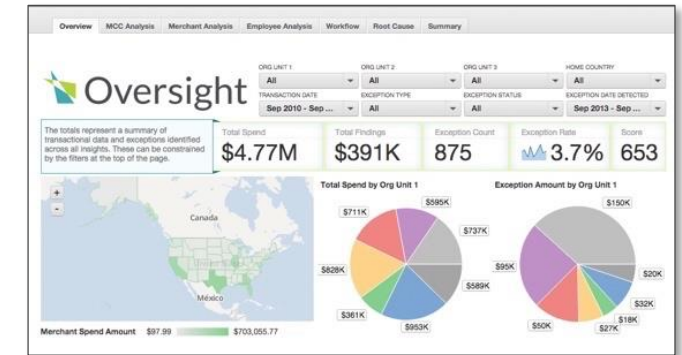 Overview MCC Analysis Merchant Analysis Employee Analysis Workflow Root Cause Summary
Oversight
ORG UNIT 1 ORG UNIT 2 ORG UNIT 3 HOME COUNTRY
All All All All
TRANSACTION DATE EXCEPTION TYPE EXCEPTION STATUS EXCEPTION DATE DETECTED
Sep 2010 - Sep ... All All Sep 2013 - Sep ...
The totals represent a summary of
transactional data and exceptions identified
across all insights. These can be constrained
by the filters at the top of the page.
Total Spend Total Findings Exception Count Exception Rate Score
$4.77M $391K 875 3.7% 653
+
-
Canada
México
Merchant Spend Amount $97.99 $703,055.77
Total Spend by Org Unit 1
$595K
$711K
$737K
$828K
$589K
$361K
$953K
Exception Amount by Org Unit 1
$150K
$95K
$20K
$32K
$18K
$50K
$27K